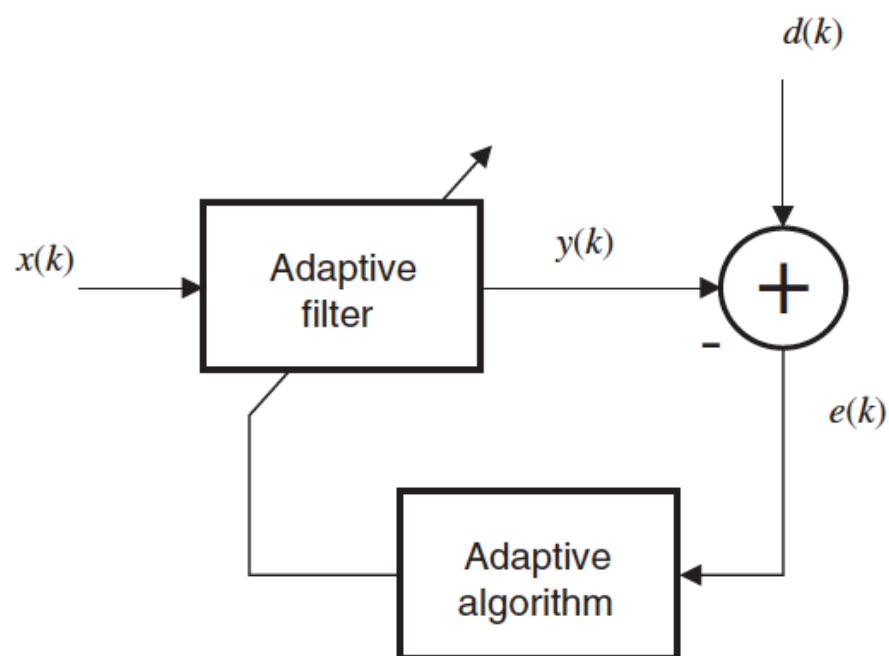 d(k)
x(k)
Adaptive
filter
y(k)
+
-
e(k)
Adaptive
algorithm